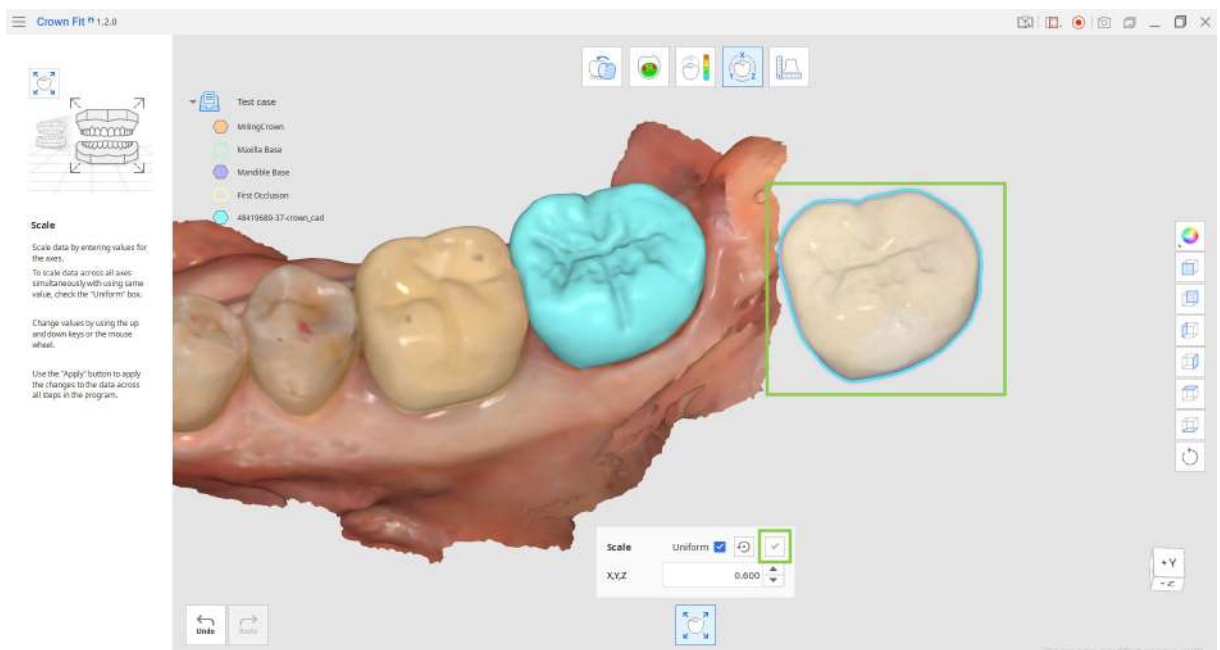 Crown Fit 1.2.0
Test case
MillingCrown
Maxilla Base
Mandible Base
First Occlusion
48419689-37-crown_cad
Scale
Scale data by entering values for
the axes.
To scale data across all axes
simultaneously with using same
value, check the "Uniform" box.
Change values by using the up
and down keys or the mouse
wheel.
Use the "Apply" button to apply
the changes to the data across
all steps in the program.
X
Y
Z
Scale
Uniform
X,Y,Z
0.600
Undo
Redo
+Y
-Z